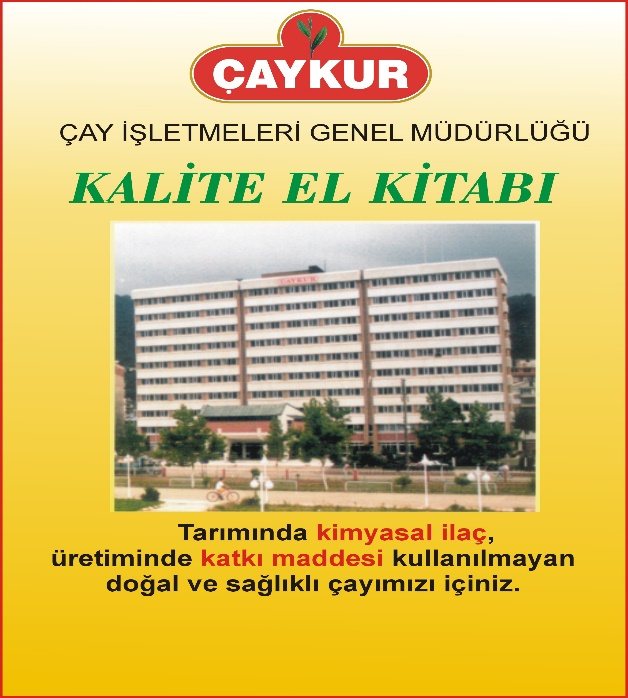 ÇAYKUR
ÇAY İŞLETMELERİ GENEL MÜDÜRLÜĞÜ
KALİTE EL KİTABI
ÇAYKUR
Tarımında kimyasal ilaç,
üretiminde katkı maddesi kullanılmayan
doğal ve sağlıklı çayımızı içiniz.